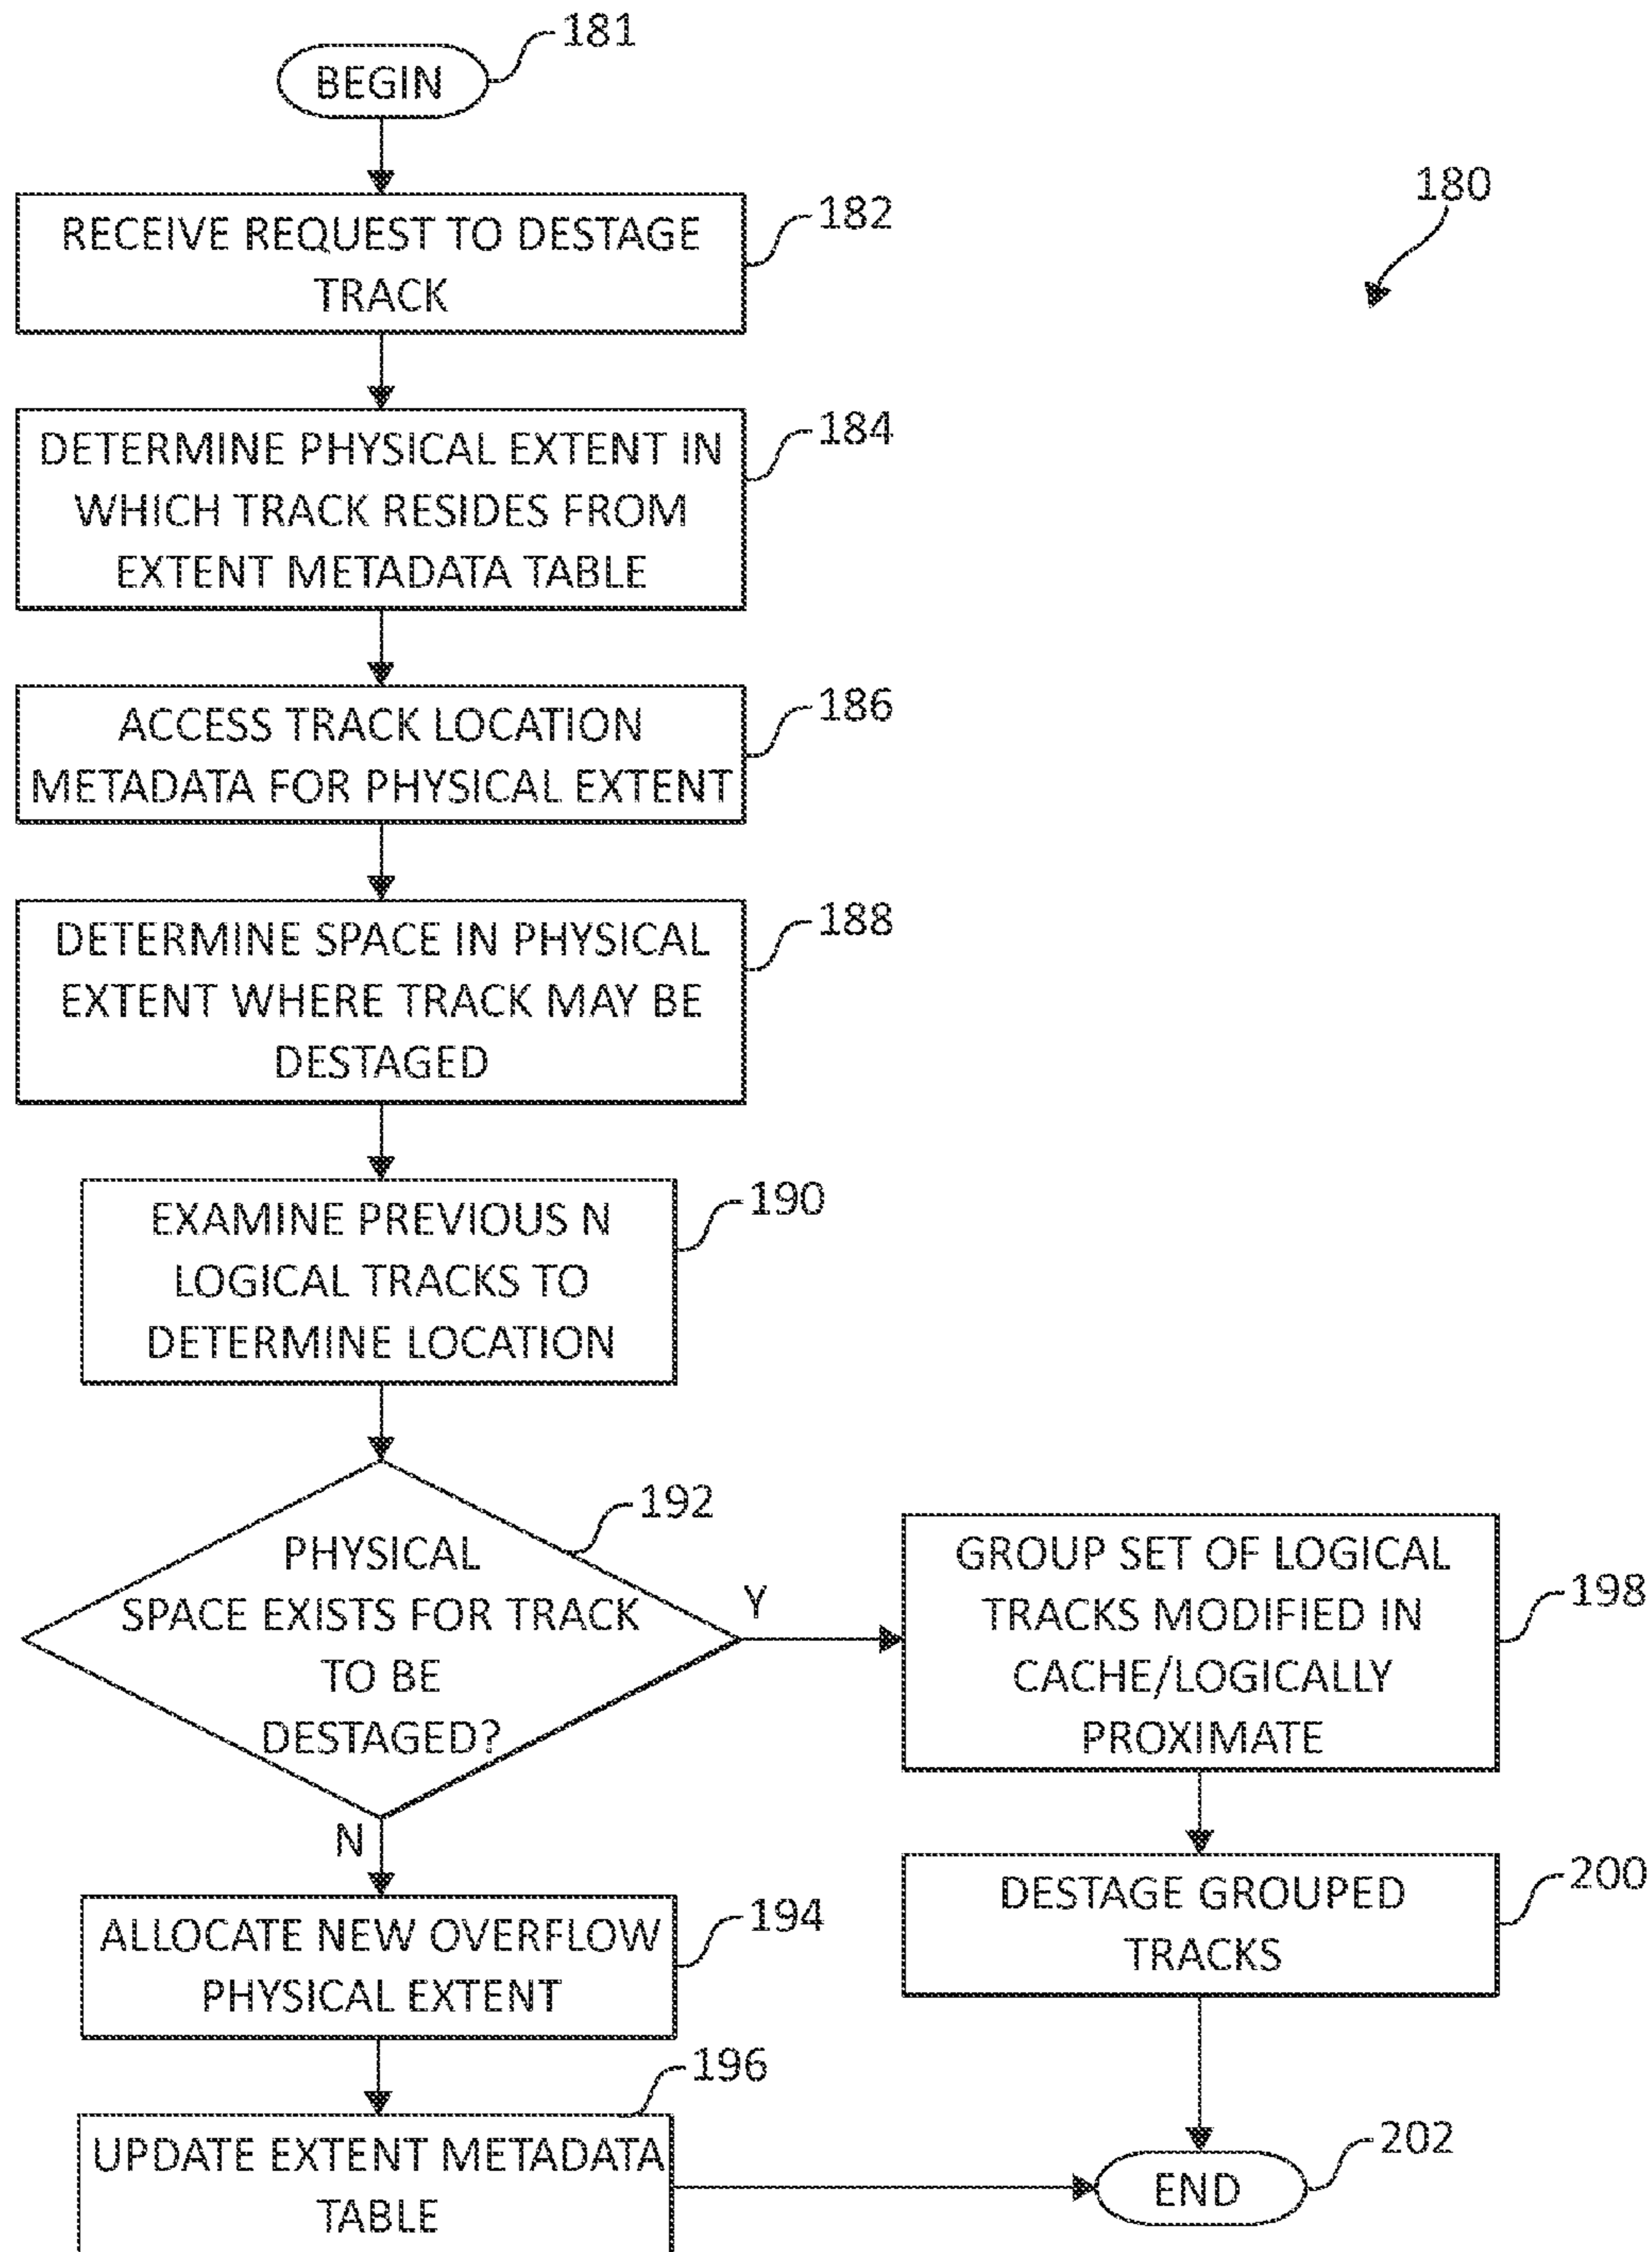 181
BEGIN
180
182
RECEIVE REQUEST TO DESTAGE
TRACK
184
DETERMINE PHYSICAL EXTENT IN
WHICH TRACK RESIDES FROM
EXTENT METADATA TABLE
186
ACCESS TRACK LOCATION
METADATA FOR PHYSICAL EXTENT
188
DETERMINE SPACE IN PHYSICAL
EXTENT WHERE TRACK MAY BE
DESTAGED
190
EXAMINE PREVIOUS N
LOGICAL TRACKS TO
DETERMINE LOCATION
192
PHYSICAL
SPACE EXISTS FOR TRACK
TO BE
DESTAGED?
Y
N
198
GROUP SET OF LOGICAL
TRACKS MODIFIED IN
CACHE/LOGICALLY
PROXIMATE
194
ALLOCATE NEW OVERFLOW
PHYSICAL EXTENT
200
DESTAGE GROUPED
TRACKS
196
UPDATE EXTENT METADATA
TABLE
202
END